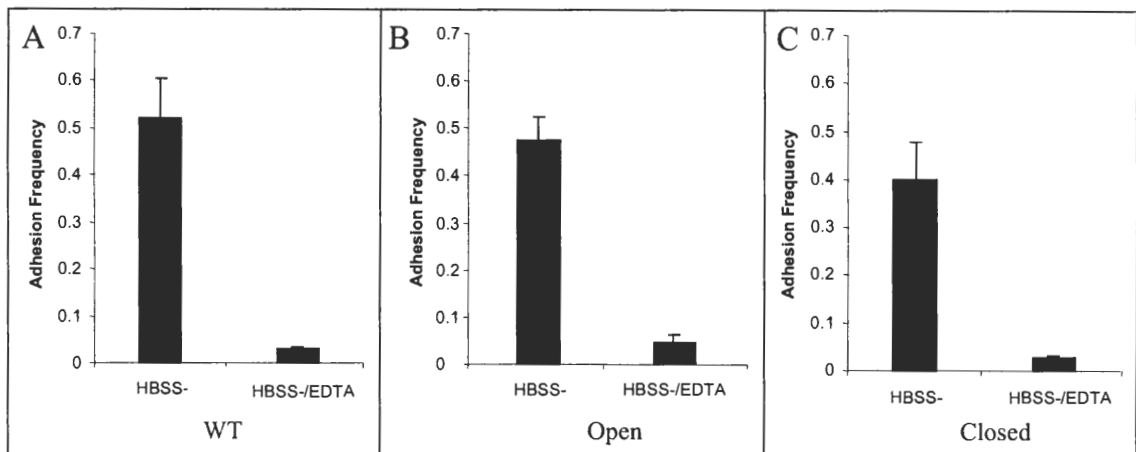 A
Adhesion Frequency
0.7
0.6
0.5
0.4
0.3
0.2
0.1
0
HBSS-
HBSS-/EDTA
WT
B
Adhesion Frequency
0.7
0.6
0.5
0.4
0.3
0.2
0.1
0
HBSS-
HBSS-/EDTA
Open
C
Adhesion Frequency
0.7
0.6
0.5
0.4
0.3
0.2
0.1
0
HBSS-
HBSS-/EDTA
Closed